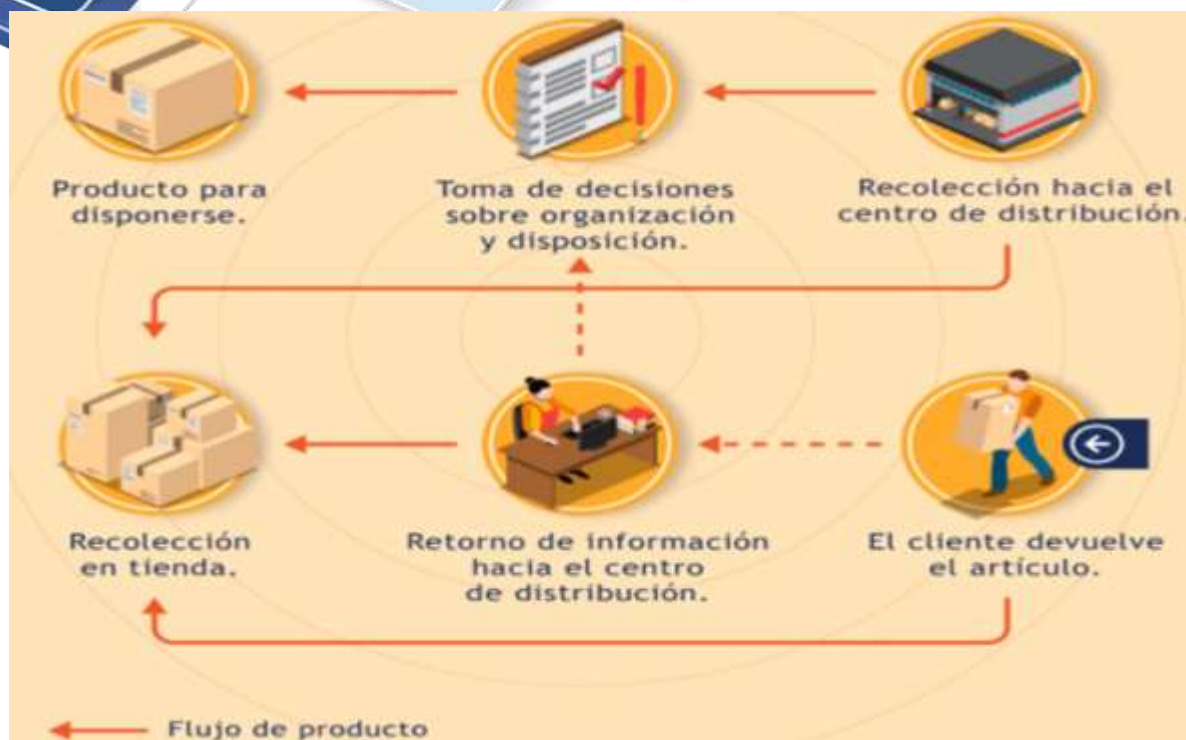 Producto para
disponerse.
Toma de decisiones
sobre organización
y disposición.
Recolección hacia el
centro de distribución.
Recolección
en tienda.
Retorno de información
hacia el centro
de distribución.
El cliente devuelve
el artículo.
Flujo de producto